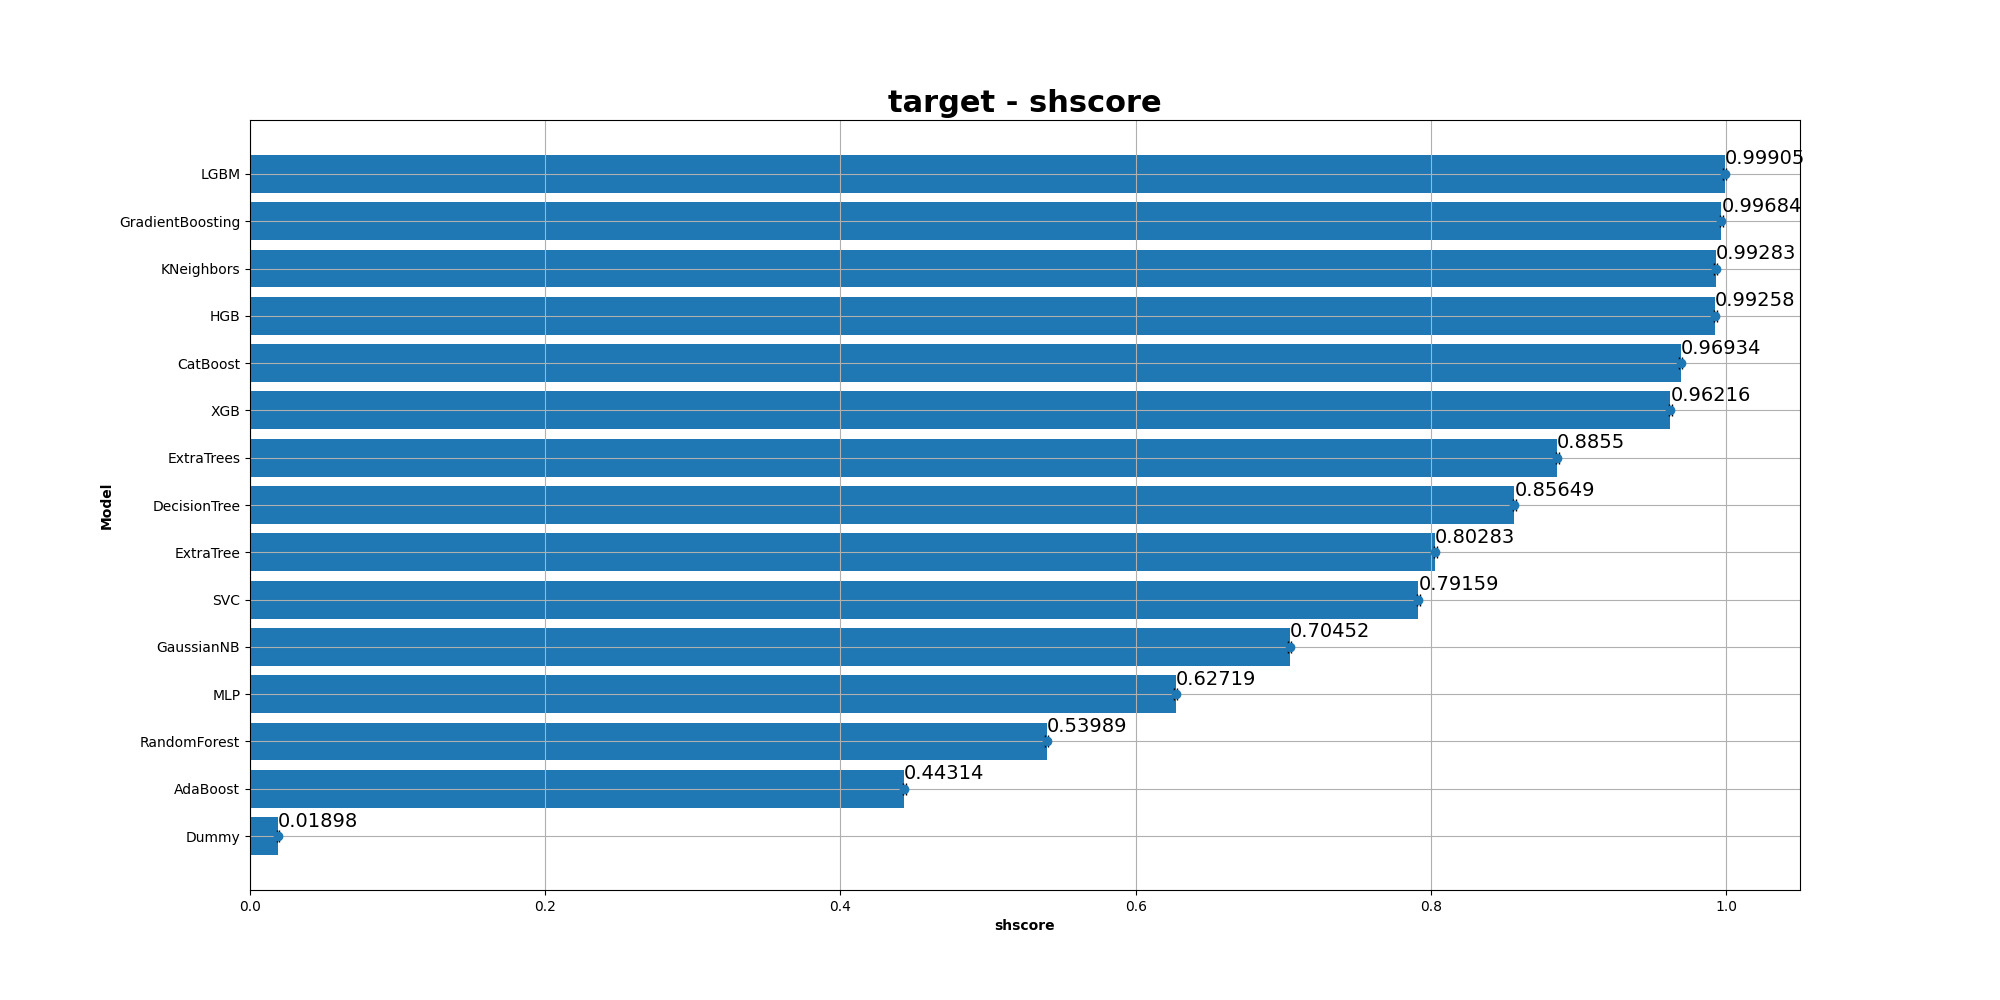 target - shscore
LGBM 0.99905
GradientBoosting 0.99684
KNeighbors 0.99283
HGB 0.99258
CatBoost 0.96934
XGB 0.96216
ExtraTrees 0.8855
DecisionTree 0.85649
ExtraTree 0.80283
SVC 0.79159
GaussianNB 0.70452
MLP 0.62719
RandomForest 0.53989
AdaBoost 0.44314
Dummy 0.01898
Model
0.0 0.2 0.4 0.6 0.8 1.0
shscore